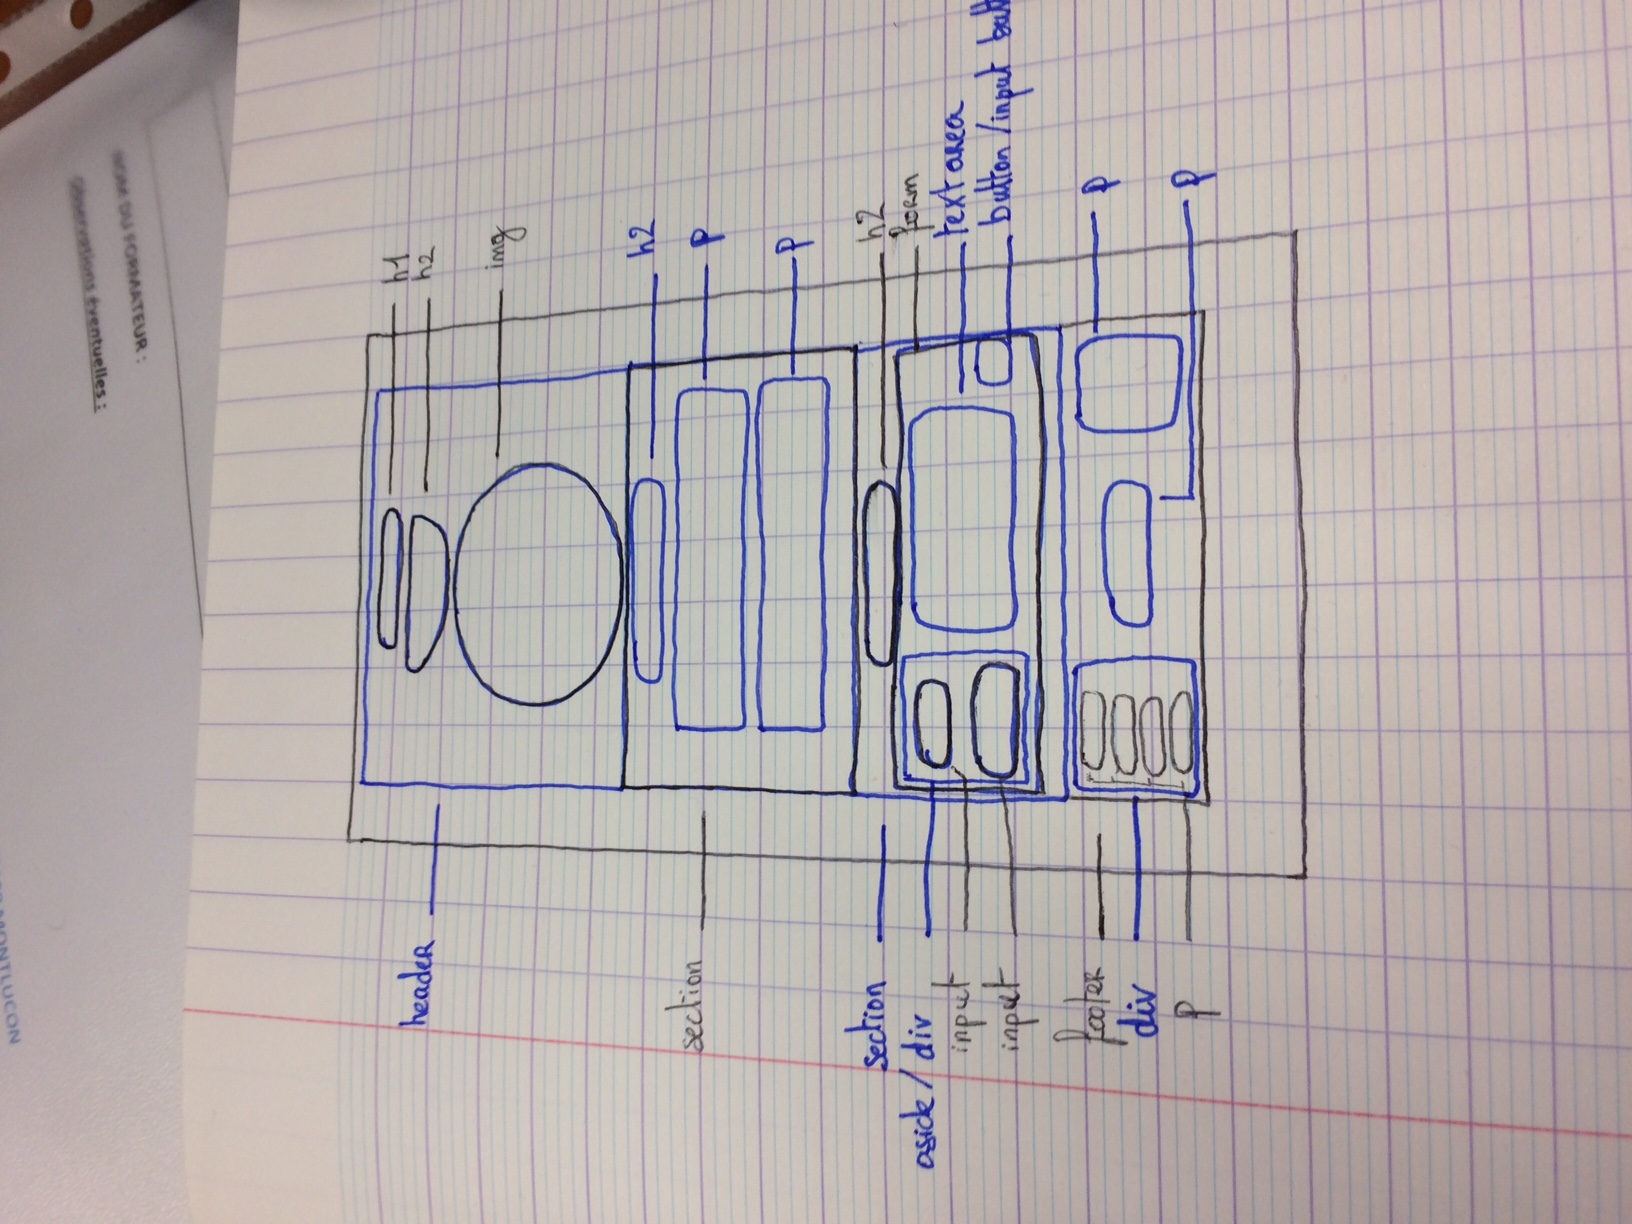 MONTLUCON
Observations éventuelles :
NOM DU FORMATEUR :
header
h1
h2
img
section
h2
p
p
section
h2
aside / div
form
input
text area
input
button / input butt
footer
p
div
p
p